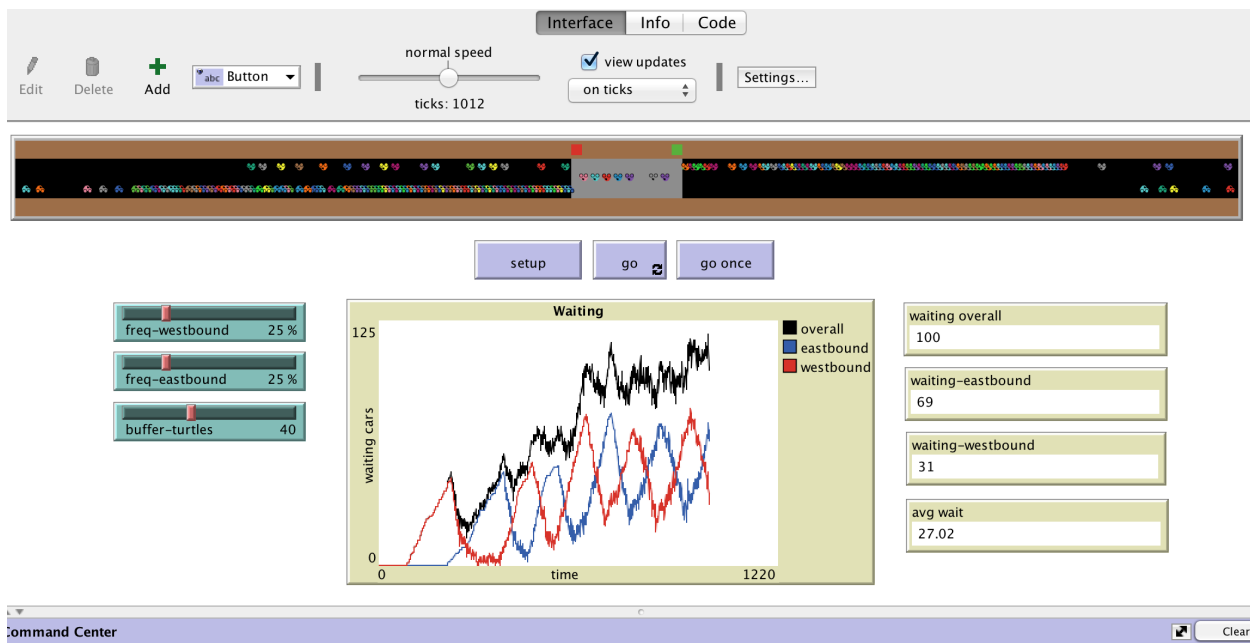 Interface Info Code
normal speed
view updates
Edit Delete Add abc Button on ticks Settings...
ticks: 1012
setup go go once
freq-westbound 25 %
freq-eastbound 25 %
buffer-turtles 40
Waiting
125
waiting cars
0
0 time 1220
overall
eastbound
westbound
waiting overall
100
waiting-eastbound
69
waiting-westbound
31
avg wait
27.02
Command Center Clear